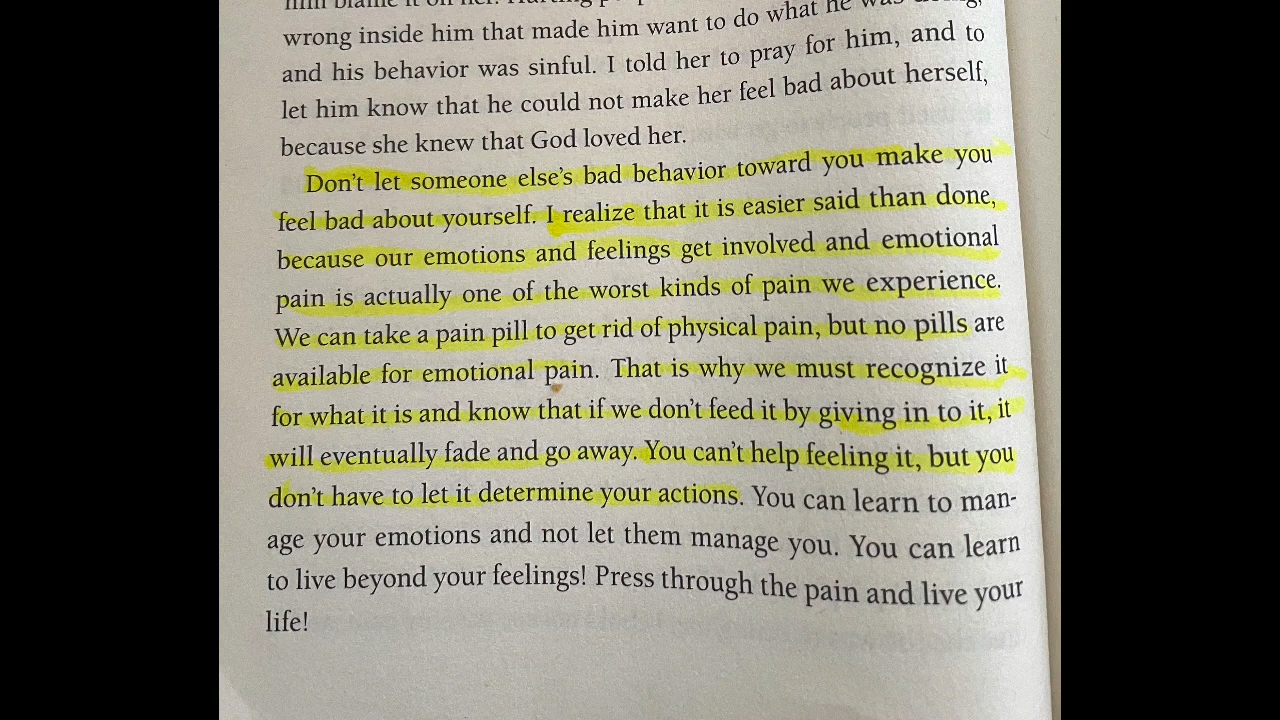 him blame it on her. Hurting
wrong inside him that made him want to do what he was doing,
and his behavior was sinful. I told her to pray for him, and to
let him know that he could not make her feel bad about herself,
because she knew that God loved her.
Don't let someone else's bad behavior toward you make you
feel bad about yourself. I realize that it is easier said than done,
because our emotions and feelings get involved and emotional
pain is actually one of the worst kinds of pain we experience.
We can take a pain pill to get rid of physical pain, but no pills are
available for emotional pain. That is why we must recognize it
for what it is and know that if we don't feed it by giving in to it, it
will eventually fade and go away. You can't help feeling it, but you
don't have to let it determine your actions. You can learn to man-
age your emotions and not let them manage you. You can learn
to live beyond your feelings! Press through the pain and live your
life!